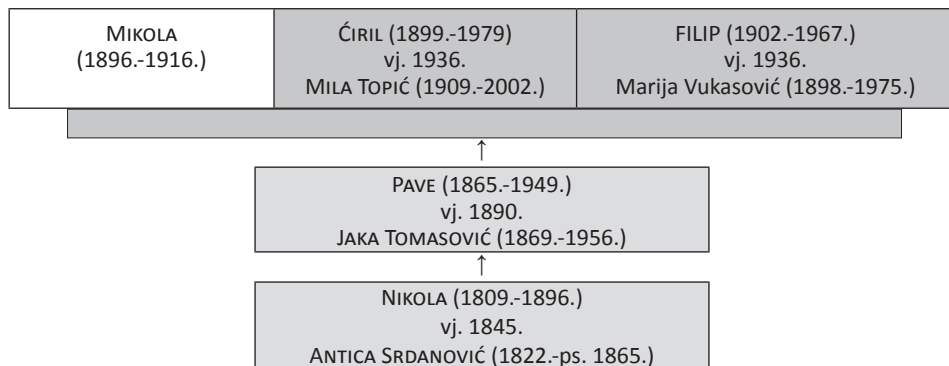 Mikola
(1896.-1916.)
Ćiril (1899.-1979)
vj. 1936.
Mila Topić (1909.-2002.)
FILIP (1902.-1967.)
vj. 1936.
Marija Vukasović (1898.-1975.)
↑
Pave (1865.-1949.)
vj. 1890.
Jaka Tomasović (1869.-1956.)
↑
Nikola (1809.-1896.)
vj. 1845.
Antica Srdanović (1822.-ps. 1865.)